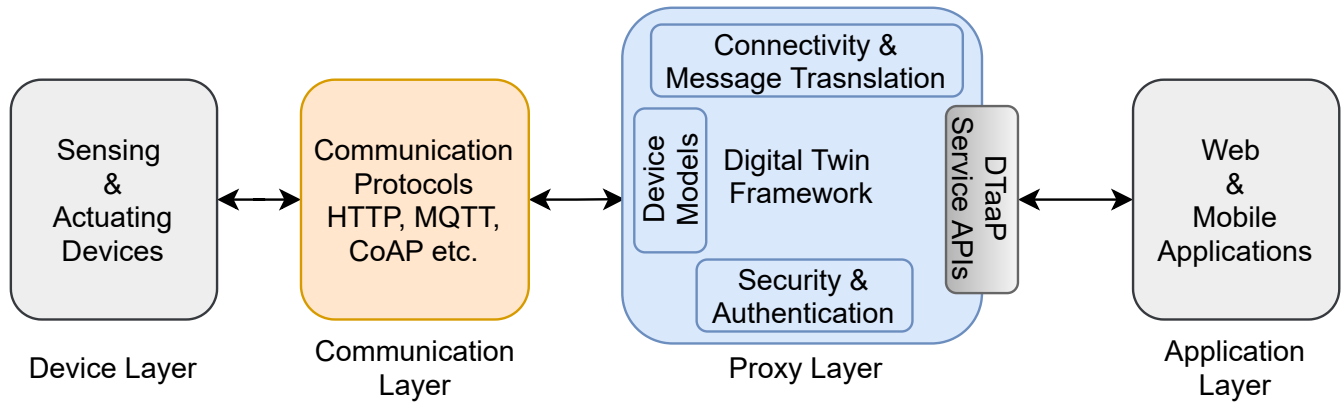 Sensing
&
Actuating
Devices
Device Layer
Communication
Protocols
HTTP, MQTT,
CoAP etc.
Communication
Layer
Connectivity &
Message Trasnslation
Device
Models
Digital Twin
Framework
Security &
Authentication
DTaaP
Service APIs
Proxy Layer
Web
&
Mobile
Applications
Application
Layer